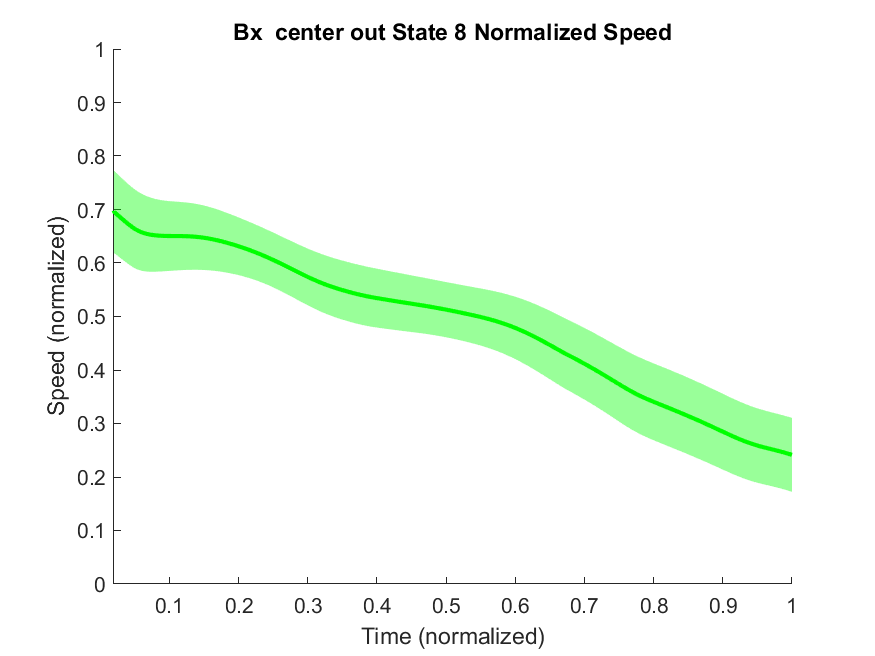 Bx  center out State 8 Normalized Speed
1
0.9
0.8
0.7
0.6
0.5
0.4
0.3
0.2
0.1
0
Speed (normalized)
0.1 0.2 0.3 0.4 0.5 0.6 0.7 0.8 0.9 1
Time (normalized)